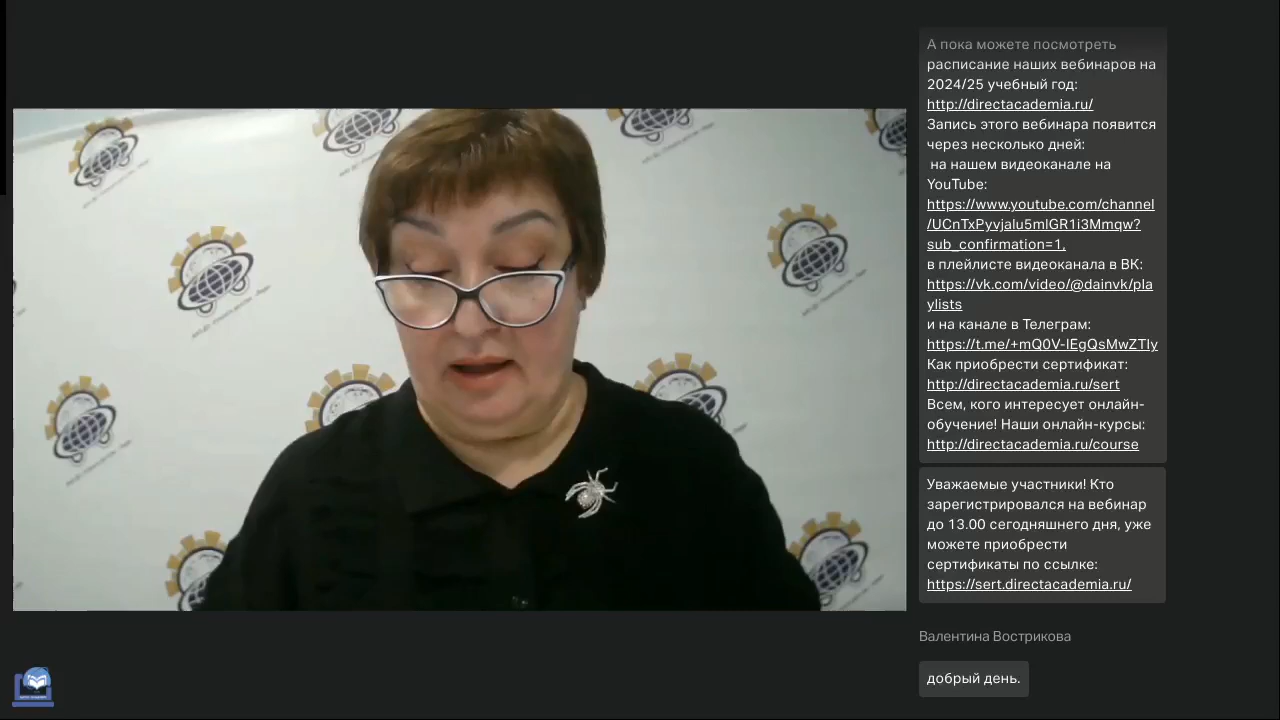 А пока можете посмотреть
расписание наших вебинаров на
2024/25 учебный год:
http://directacademia.ru/
Запись этого вебинара появится
через несколько дней:
на нашем видеоканале на
YouTube:
https://www.youtube.com/channel
/UCnTxPyvjalu5mlGR1i3Mmqw?
sub_confirmation=1,
в плейлисте видеоканала в ВК:
https://vk.com/video/@dainvk/pla
ylists
и на канале в Телеграм:
https://t.me/+mQ0V-lEgQsMwZTIy
Как приобрести сертификат:
http://directacademia.ru/sert
Всем, кого интересует онлайн-
обучение! Наши онлайн-курсы:
http://directacademia.ru/course
Уважаемые участники! Кто
зарегистрировался на вебинар
до 13.00 сегодняшнего дня, уже
можете приобрести
сертификаты по ссылке:
https://sert.directacademia.ru/
Валентина Вострикова
добрый день.